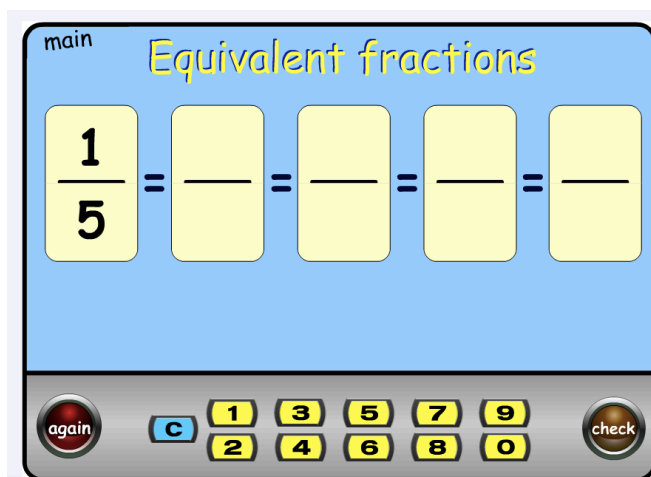 main
Equivalent fractions
1 = = = =
5
again
C
1 3 5 7 9
2 4 6 8 0
check